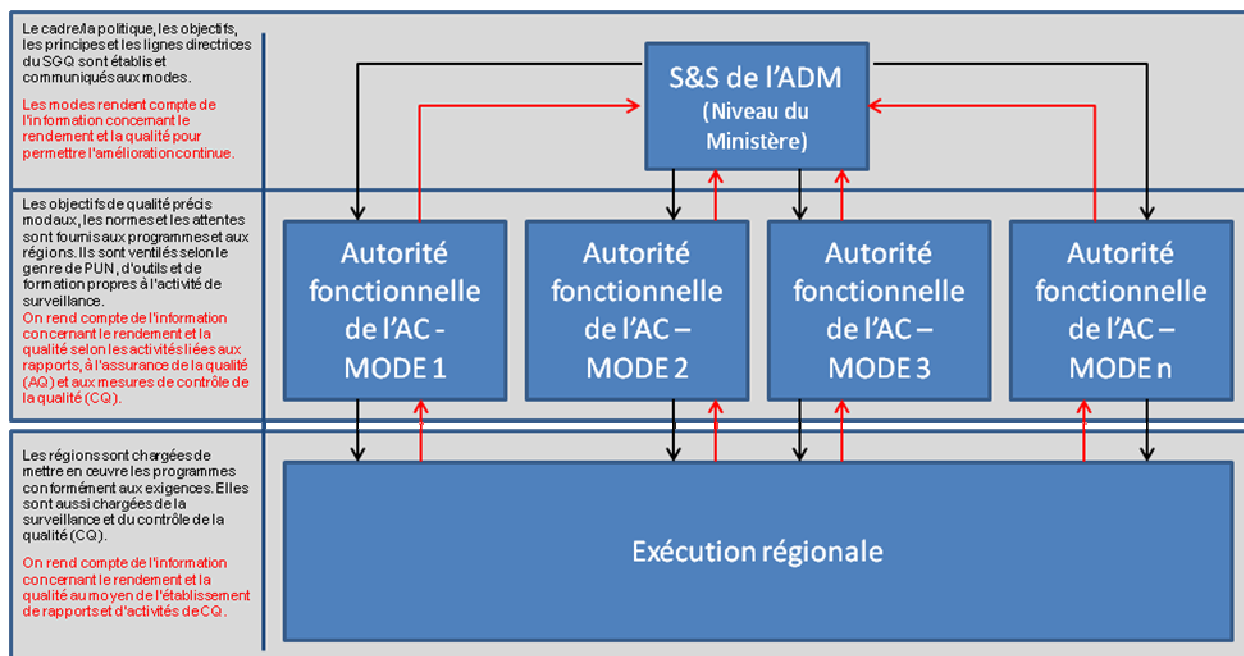 Le cadre/la politique, les objectifs,
les principes et les lignes directrices
du SGQ sont établis et
communiqués aux modes.
Les modes rendent compte de
l'information concernant le
rendement et la qualité pour
permettre l'amélioration continue.
S&S de l'ADM
(Niveau du
Ministère)
Les objectifs de qualité précis
modaux, les normes et les attentes
sont fournis aux programmes et aux
régions. Ils sont ventilés selon le
genre de PUN, d'outils et de
formation propres à l'activité de
surveillance.
On rend compte de l'information
concernant le rendement et la
qualité selon les activités liées aux
rapports, à l'assurance de la qualité
(AQ) et aux mesures de contrôle de
la qualité (CQ).
Autorité
fonctionnelle
de l'AC -
MODE 1
Autorité
fonctionnelle
de l'AC –
MODE 2
Autorité
fonctionnelle
de l'AC –
MODE 3
Autorité
fonctionnelle
de l'AC –
MODE n
Les régions sont chargées de
mettre en œuvre les programmes
conformément aux exigences. Elles
sont aussi chargées de la
surveillance et du contrôle de la
qualité (CQ).
On rend compte de l'information
concernant le rendement et la
qualité au moyen de l'établissement
de rapports et d'activités de CQ.
Exécution régionale